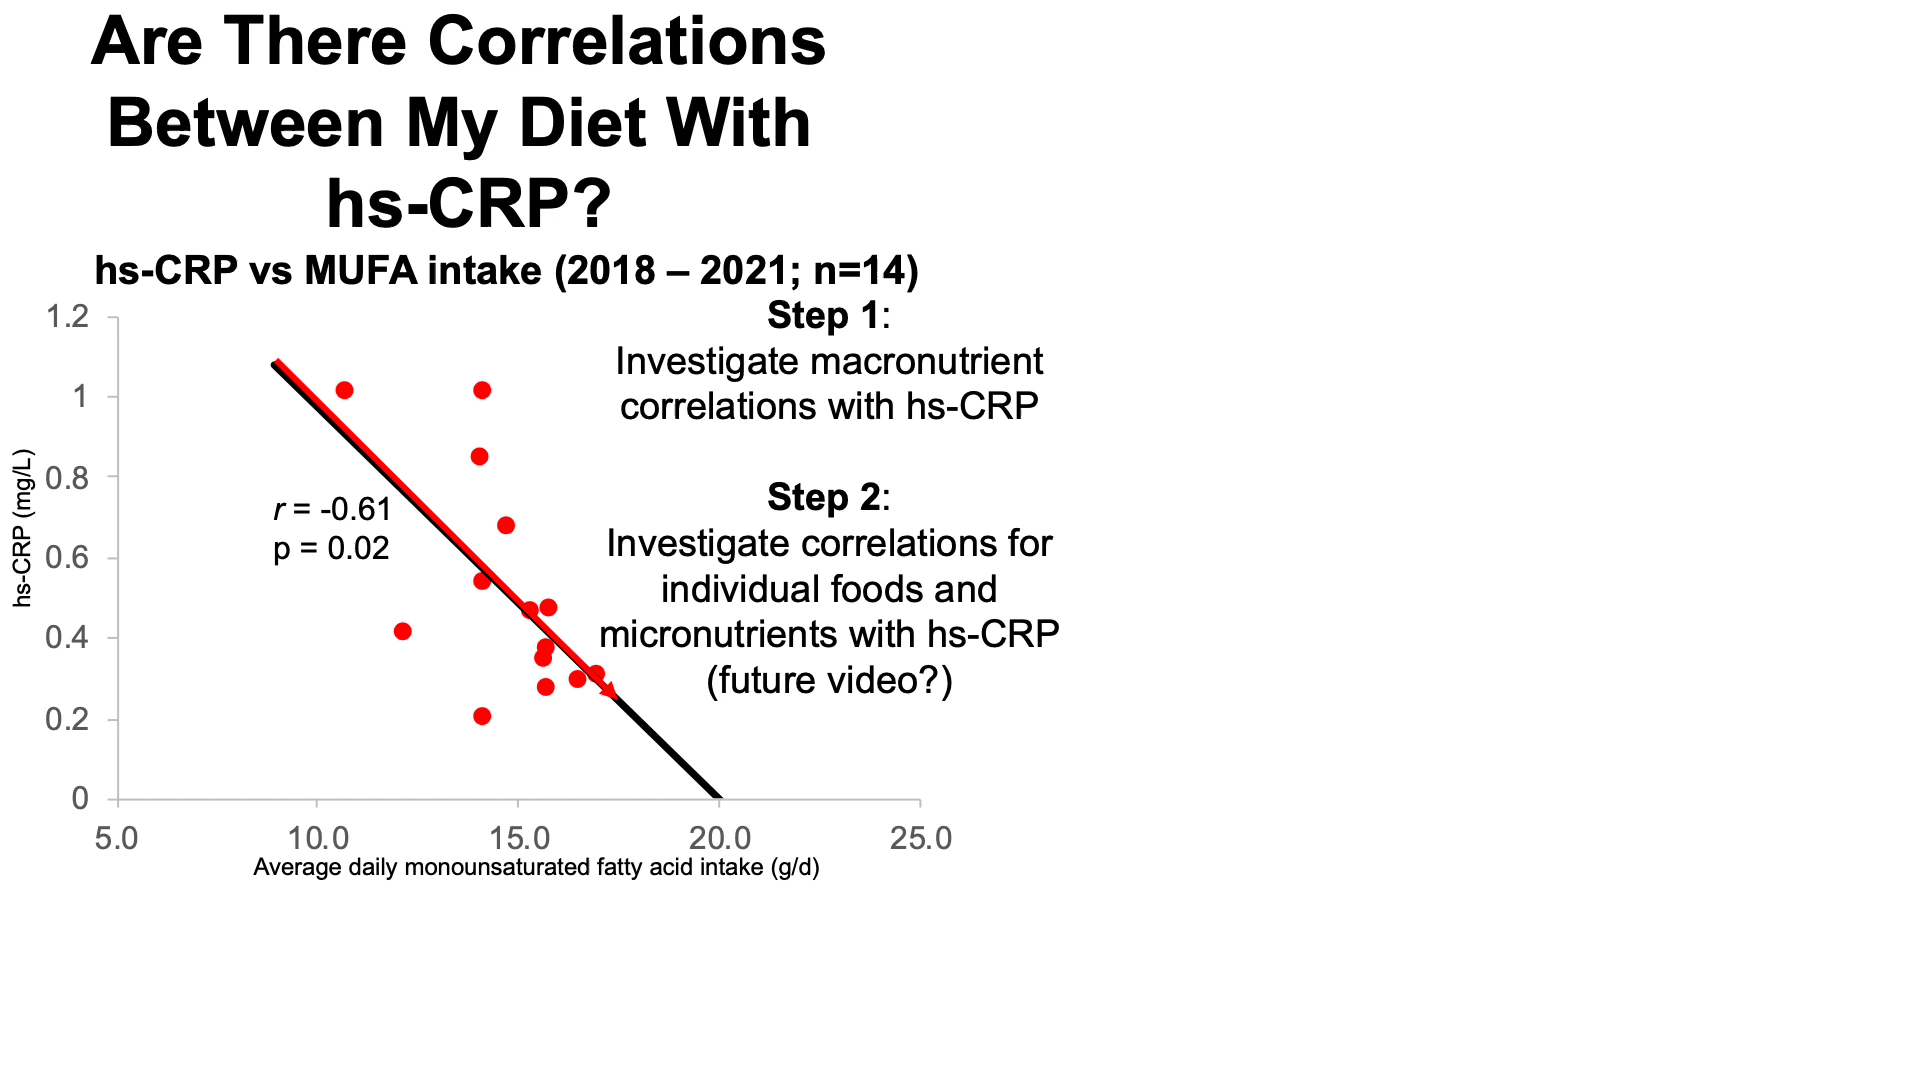 Are There Correlations
Between My Diet With
hs-CRP?
hs-CRP vs MUFA intake (2018 – 2021; n=14)
Step 1:
Investigate macronutrient
correlations with hs-CRP
Step 2:
Investigate correlations for
individual foods and
micronutrients with hs-CRP
(future video?)
r = -0.61
p = 0.02
hs-CRP (mg/L)
1.2
1
0.8
0.6
0.4
0.2
0
5.0 10.0 15.0 20.0 25.0
Average daily monounsaturated fatty acid intake (g/d)